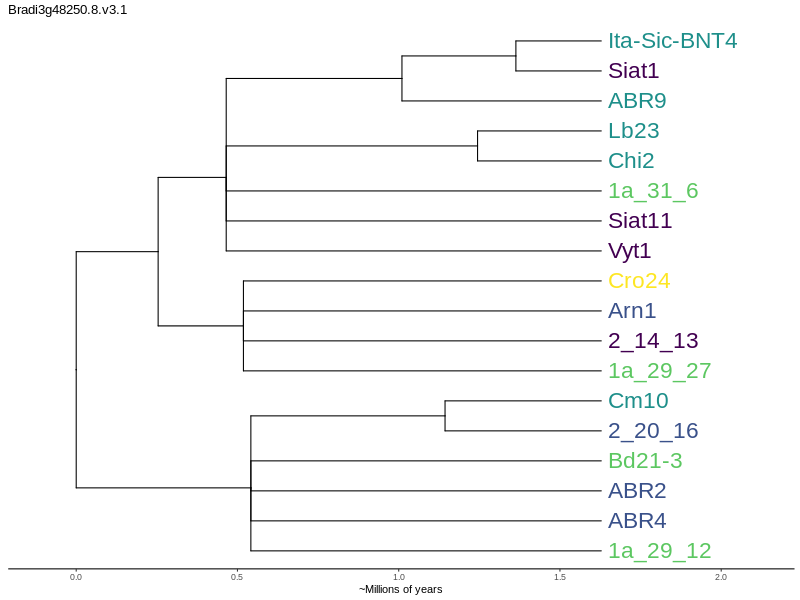 Bradi3g48250.8.v3.1
Ita-Sic-BNT4
Siat1
ABR9
Lb23
Chi2
1a_31_6
Siat11
Vyt1
Cro24
Arn1
2_14_13
1a_29_27
Cm10
2_20_16
Bd21-3
ABR2
ABR4
1a_29_12
0.0 0.5 1.0 1.5 2.0
~Millions of years